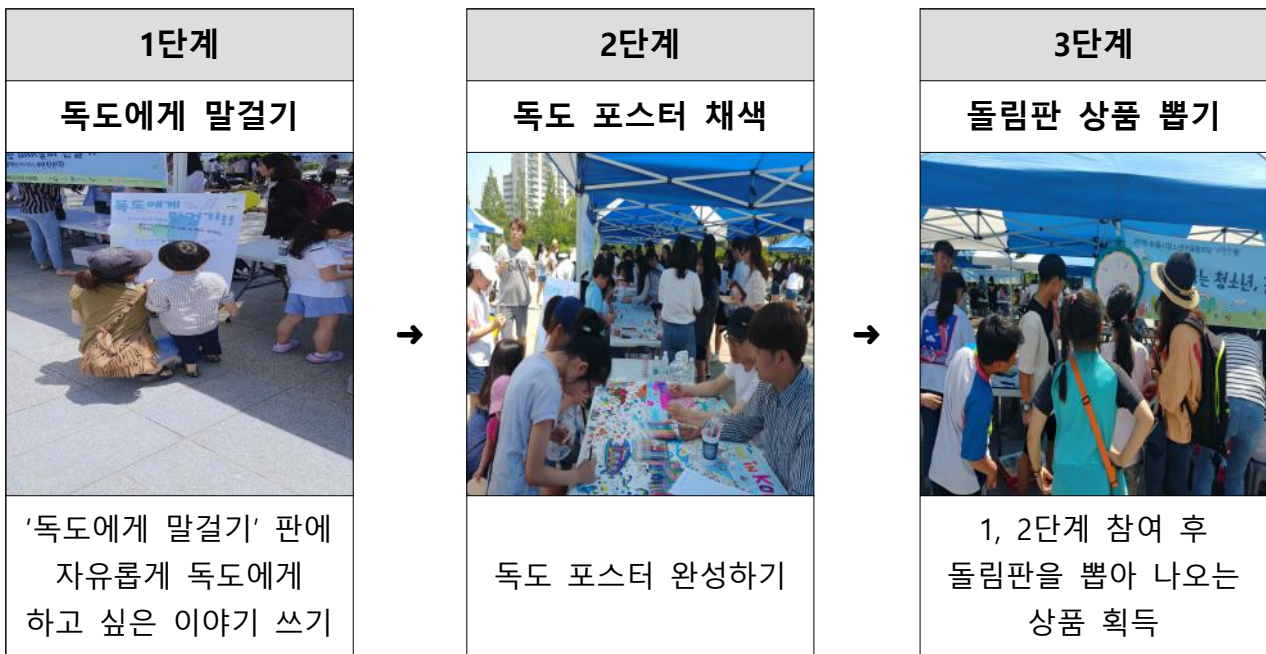 1단계
독도에게 말걸기
독도에게
말걸기!!
'독도에게 말걸기' 판에
자유롭게 독도에게
하고 싶은 이야기 쓰기
➜
2단계
독도 포스터 채색
IN KO
독도 포스터 완성하기
➜
3단계
돌림판 상품 뽑기
는 청소년,
1, 2단계 참여 후
돌림판을 뽑아 나오는
상품 획득